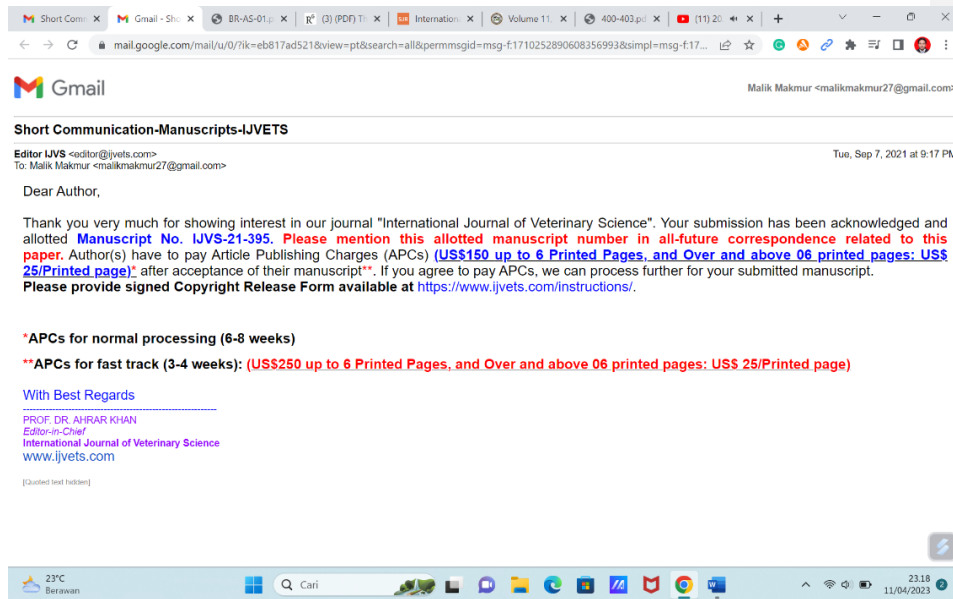 Short Comm
Gmail - Sho
BR-AS-01.p
(3) (PDF) Th
Internation
Volume 11,
400-403.pd
(11) 20
mail.google.com/mail/u/0/?ik=eb817ad521&view=pt&search=all&permmsgid=msg-f:1710252890608356993&simpl=msg-f:17...
Gmail
Malik Makmur <malikmakmur27@gmail.com>
Short Communication-Manuscripts-IJVETS
Editor IJVS <editor@ijvets.com>
Tue, Sep 7, 2021 at 9:17 PM
To: Malik Makmur <malikmakmur27@gmail.com>
Dear Author,
Thank you very much for showing interest in our journal "International Journal of Veterinary Science". Your submission has been acknowledged and
allotted Manuscript No. IJVS-21-395. Please mention this allotted manuscript number in all-future correspondence related to this
paper. Author(s) have to pay Article Publishing Charges (APCs) (US$150 up to 6 Printed Pages, and Over and above 06 printed pages: US$
25/Printed page)* after acceptance of their manuscript**. If you agree to pay APCs, we can process further for your submitted manuscript.
Please provide signed Copyright Release Form available at https://www.ijvets.com/instructions/.
*APCs for normal processing (6-8 weeks)
**APCs for fast track (3-4 weeks): (US$250 up to 6 Printed Pages, and Over and above 06 printed pages: US$ 25/Printed page)
With Best Regards
------------------------------------------------------
PROF. DR. AHRAR KHAN
Editor-in-Chief
International Journal of Veterinary Science
www.ijvets.com
[Quoted text hidden]
23°C
Berawan
Cari
23.18
11/04/2023
2